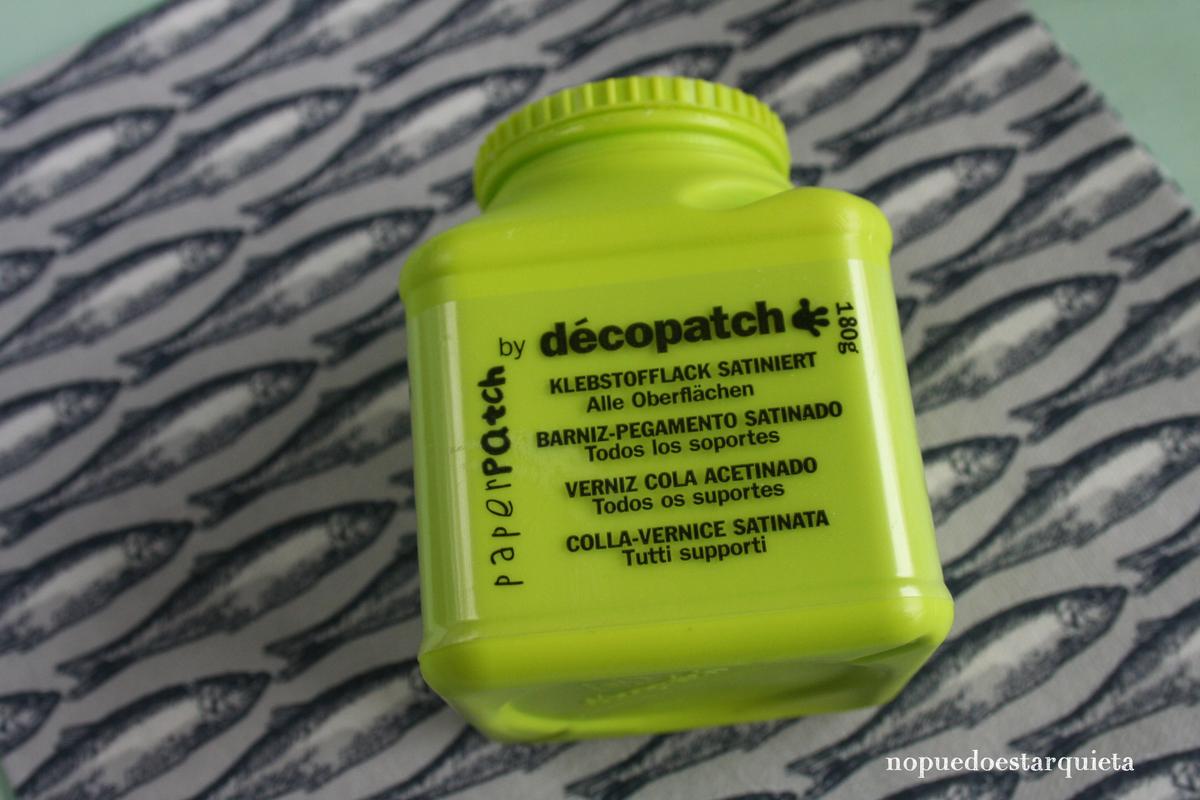 paperpatch
by décopatch
180g
KLEBSTOFFLACK SATINIERT
Alle Oberflächen
BARNIZ-PEGAMENTO SATINADO
Todos los soportes
VERNIZ COLA ACETINADO
Todos os suportes
COLLA-VERNICE SATINATA
Tutti supporti
nopuedoestarquieta